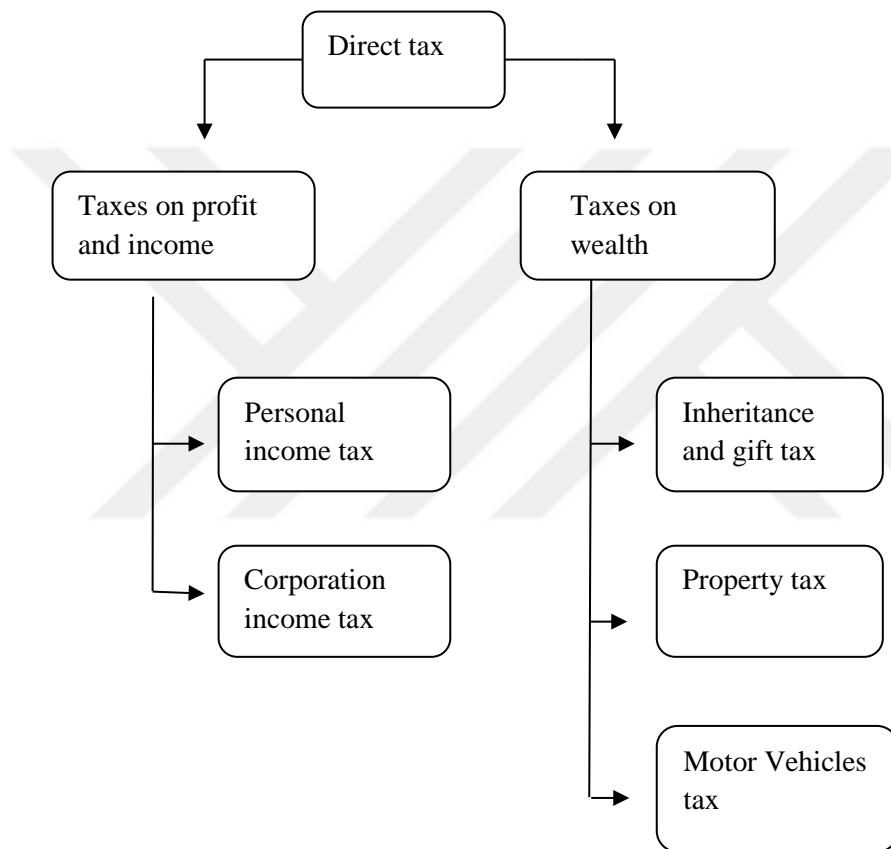 Direct tax
Taxes on profit
and income
Taxes on
wealth
Personal
income tax
Inheritance
and gift tax
Corporation
income tax
Property tax
Motor Vehicles
tax